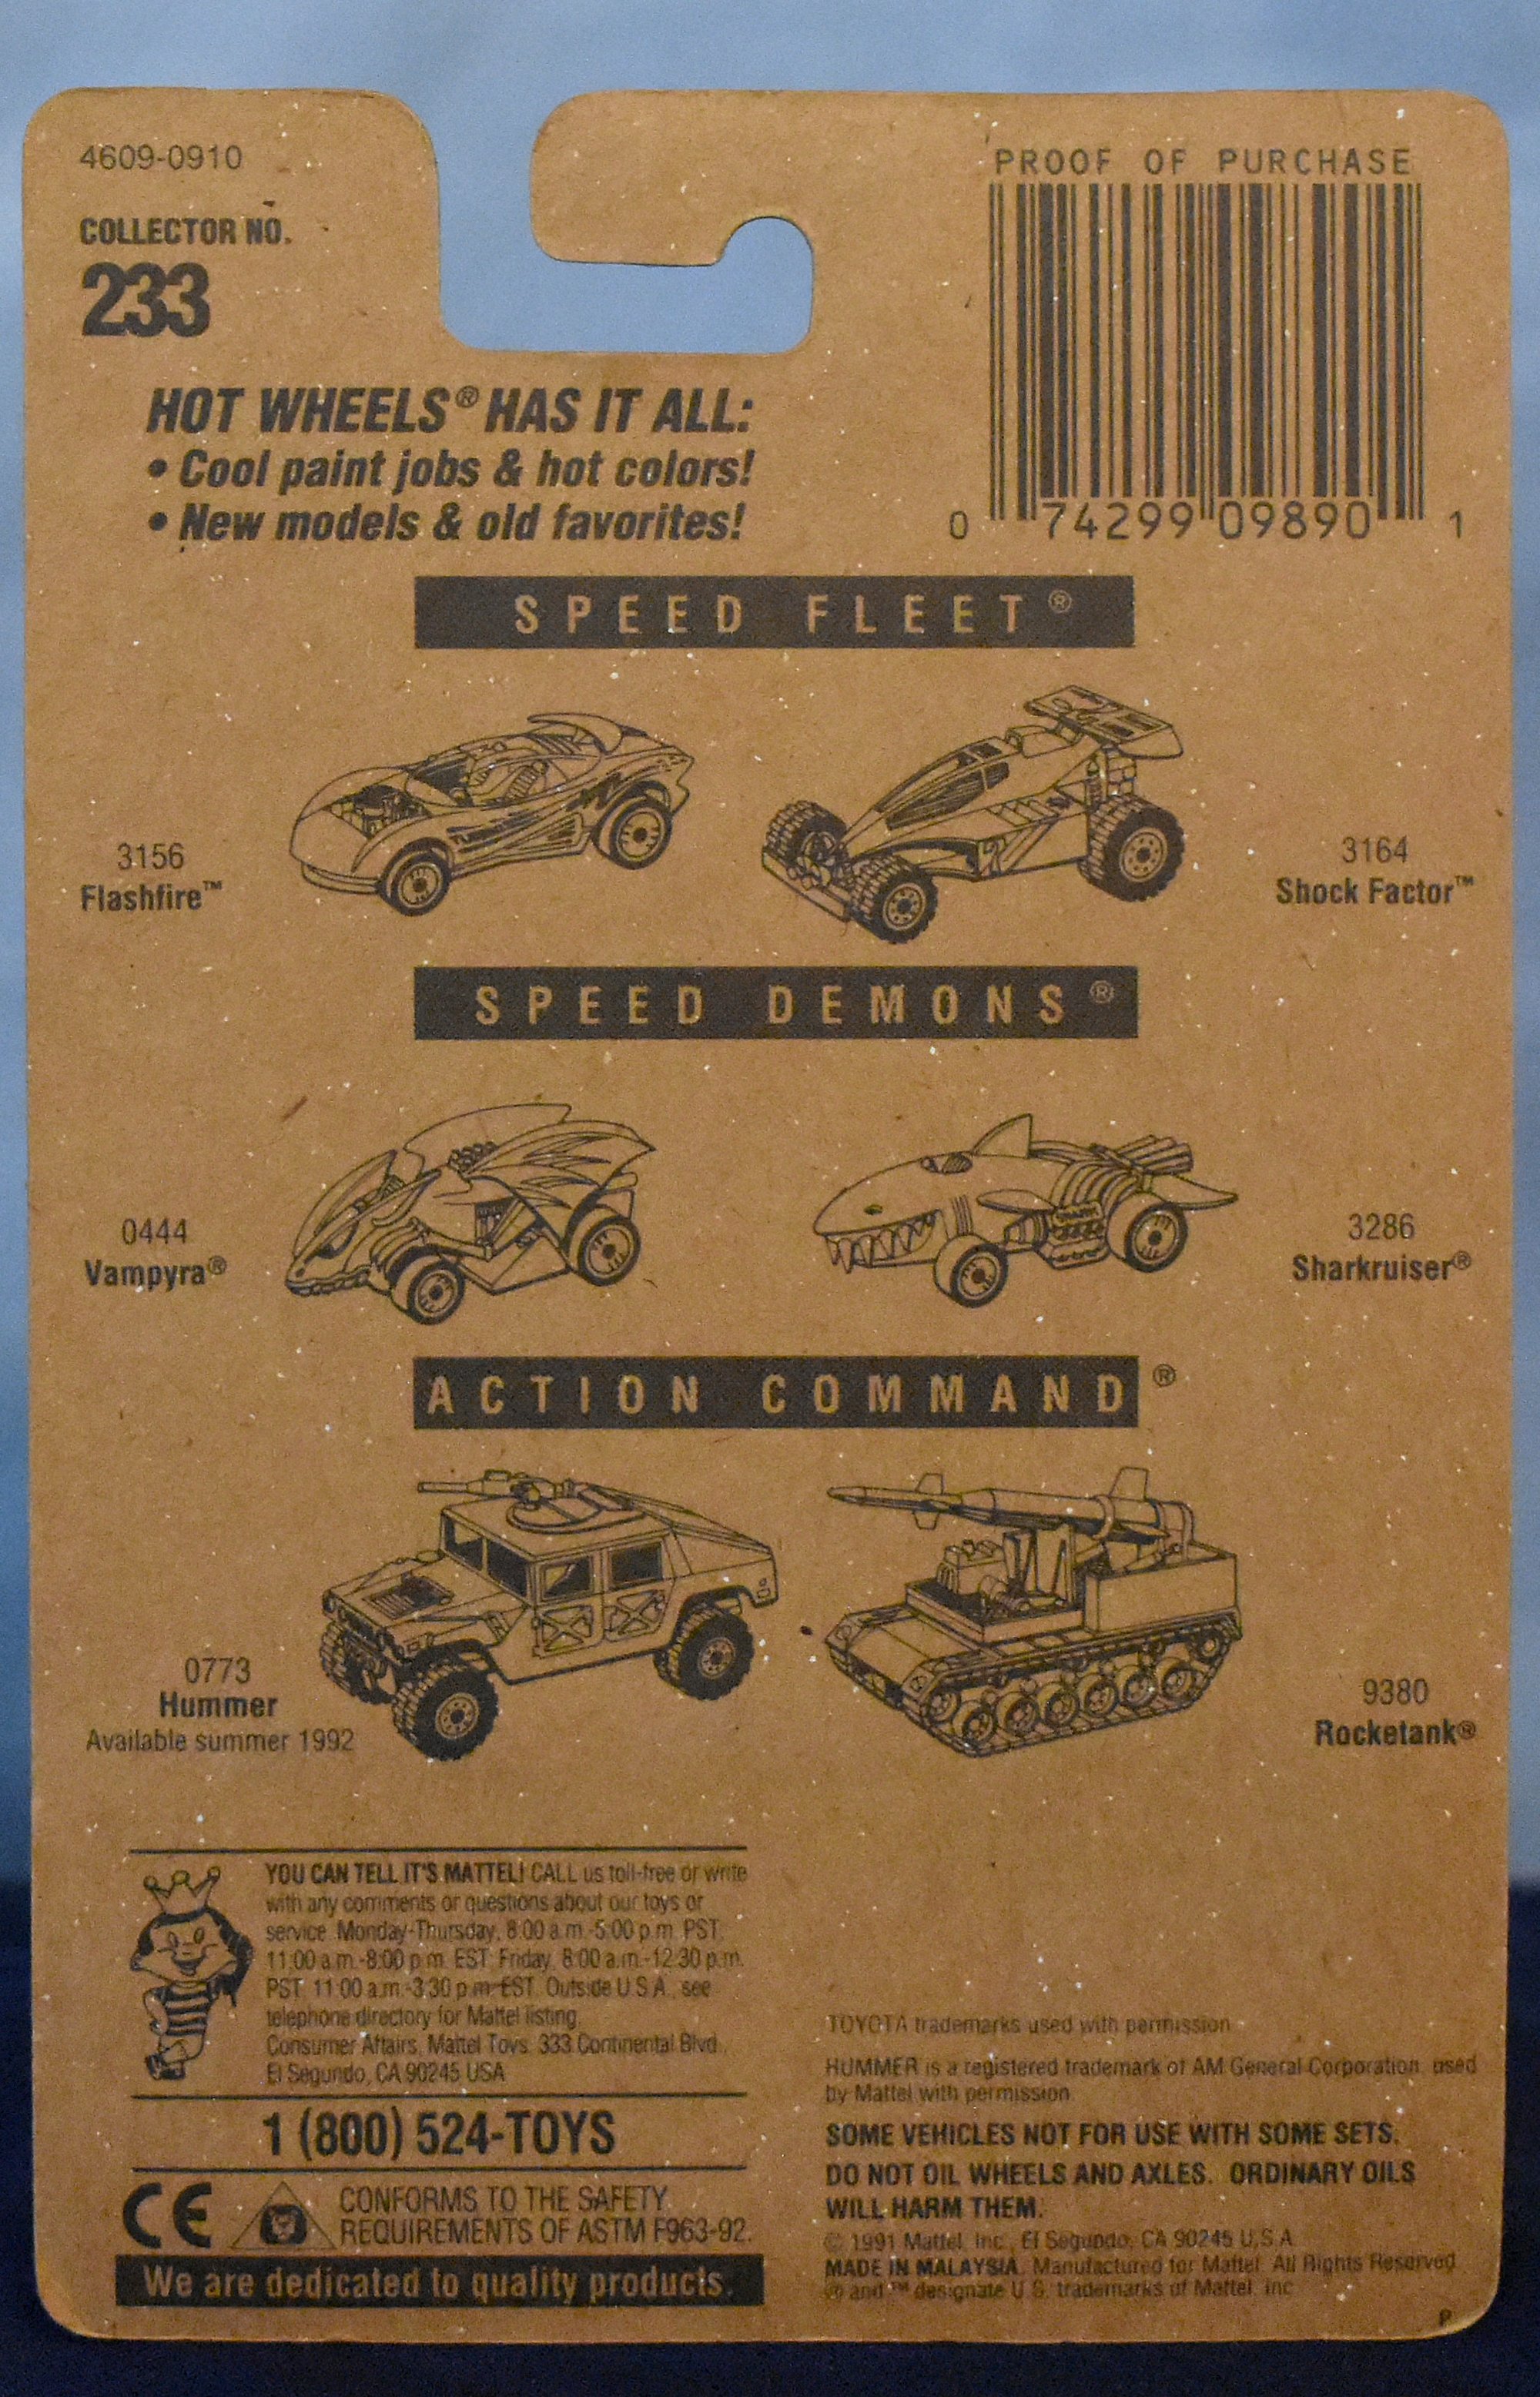 4609-0910
COLLECTOR NO.
233
PROOF OF PURCHASE
0 74299 09890 1
HOT WHEELS® HAS IT ALL:
• Cool paint jobs & hot colors!
• New models & old favorites!
SPEED FLEET®
3156
Flashfire™
3164
Shock Factor™
SPEED DEMONS®
0444
Vampyra®
3286
Sharkruiser®
ACTION COMMAND®
0773
Hummer
Available summer 1992
9380
Rocketank®
YOU CAN TELL IT'S MATTEL! CALL us toll-free or write
with any comments or questions about our toys or
service. Monday-Thursday, 8:00 a.m.-5:00 p.m. PST,
11:00 a.m.-8:00 p.m. EST; Friday, 8:00 a.m.-12:30 p.m.
PST, 11:00 a.m.-3:30 p.m. EST. Outside U.S.A., see
telephone directory for Mattel listing.
Consumer Affairs, Mattel Toys, 333 Continental Blvd.,
El Segundo, CA 90245 USA
1 (800) 524-TOYS
CE
CONFORMS TO THE SAFETY
REQUIREMENTS OF ASTM F963-92.
We are dedicated to quality products.
TOYOTA trademarks used with permission.
HUMMER is a registered trademark of AM General Corporation, used
by Mattel with permission.
SOME VEHICLES NOT FOR USE WITH SOME SETS.
DO NOT OIL WHEELS AND AXLES. ORDINARY OILS
WILL HARM THEM.
© 1991 Mattel, Inc., El Segundo, CA 90245 U.S.A.
MADE IN MALAYSIA. Manufactured for Mattel. All Rights Reserved.
® and ™ designate U.S. trademarks of Mattel, Inc.
P